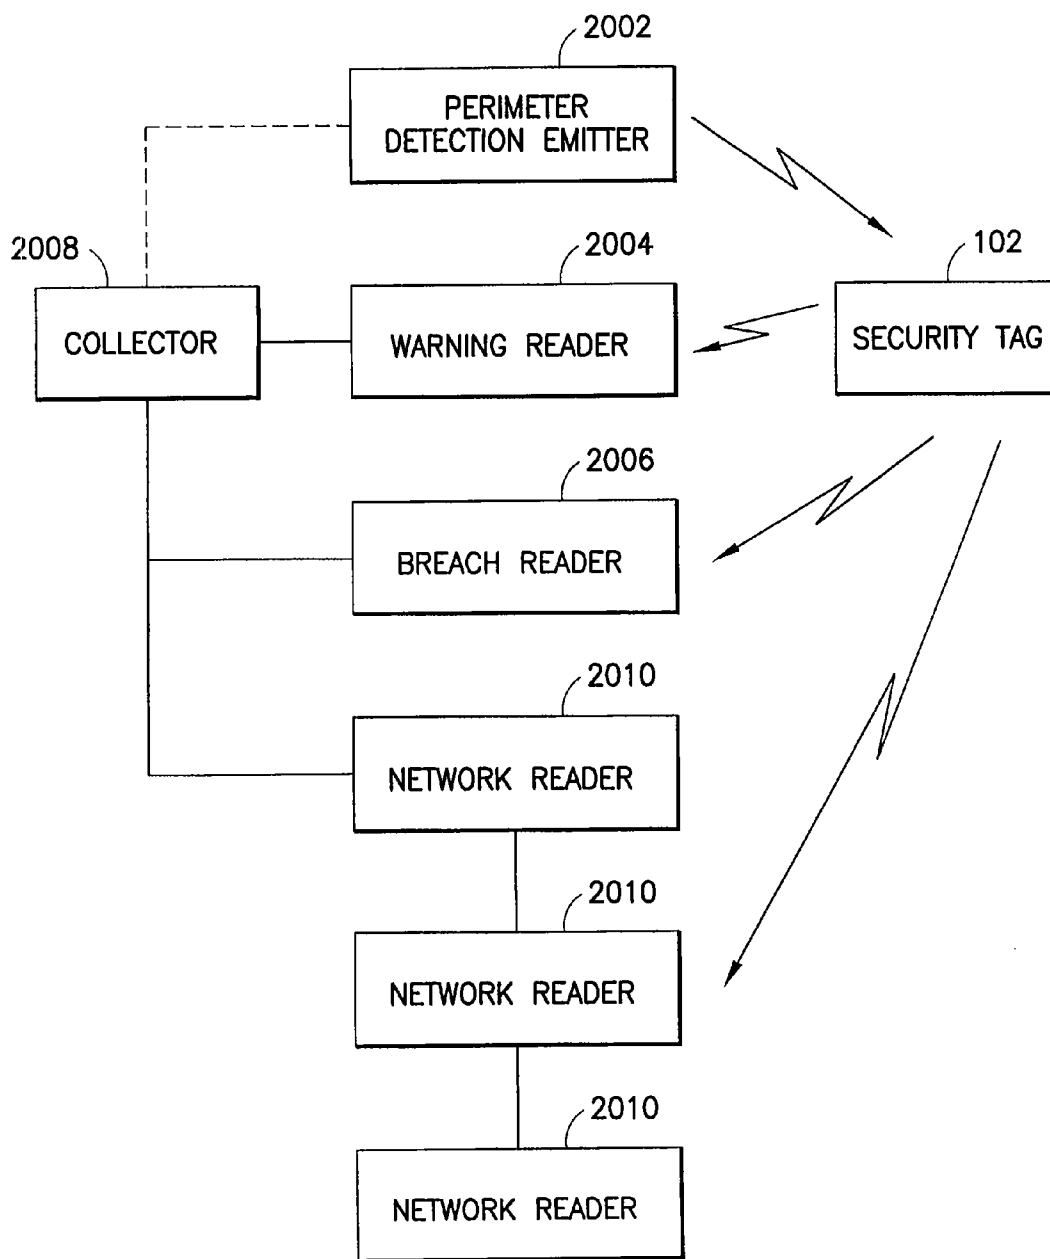 2002
PERIMETER
DETECTION EMITTER
2008
COLLECTOR
2004
WARNING READER
102
SECURITY TAG
2006
BREACH READER
2010
NETWORK READER
2010
NETWORK READER
2010
NETWORK READER